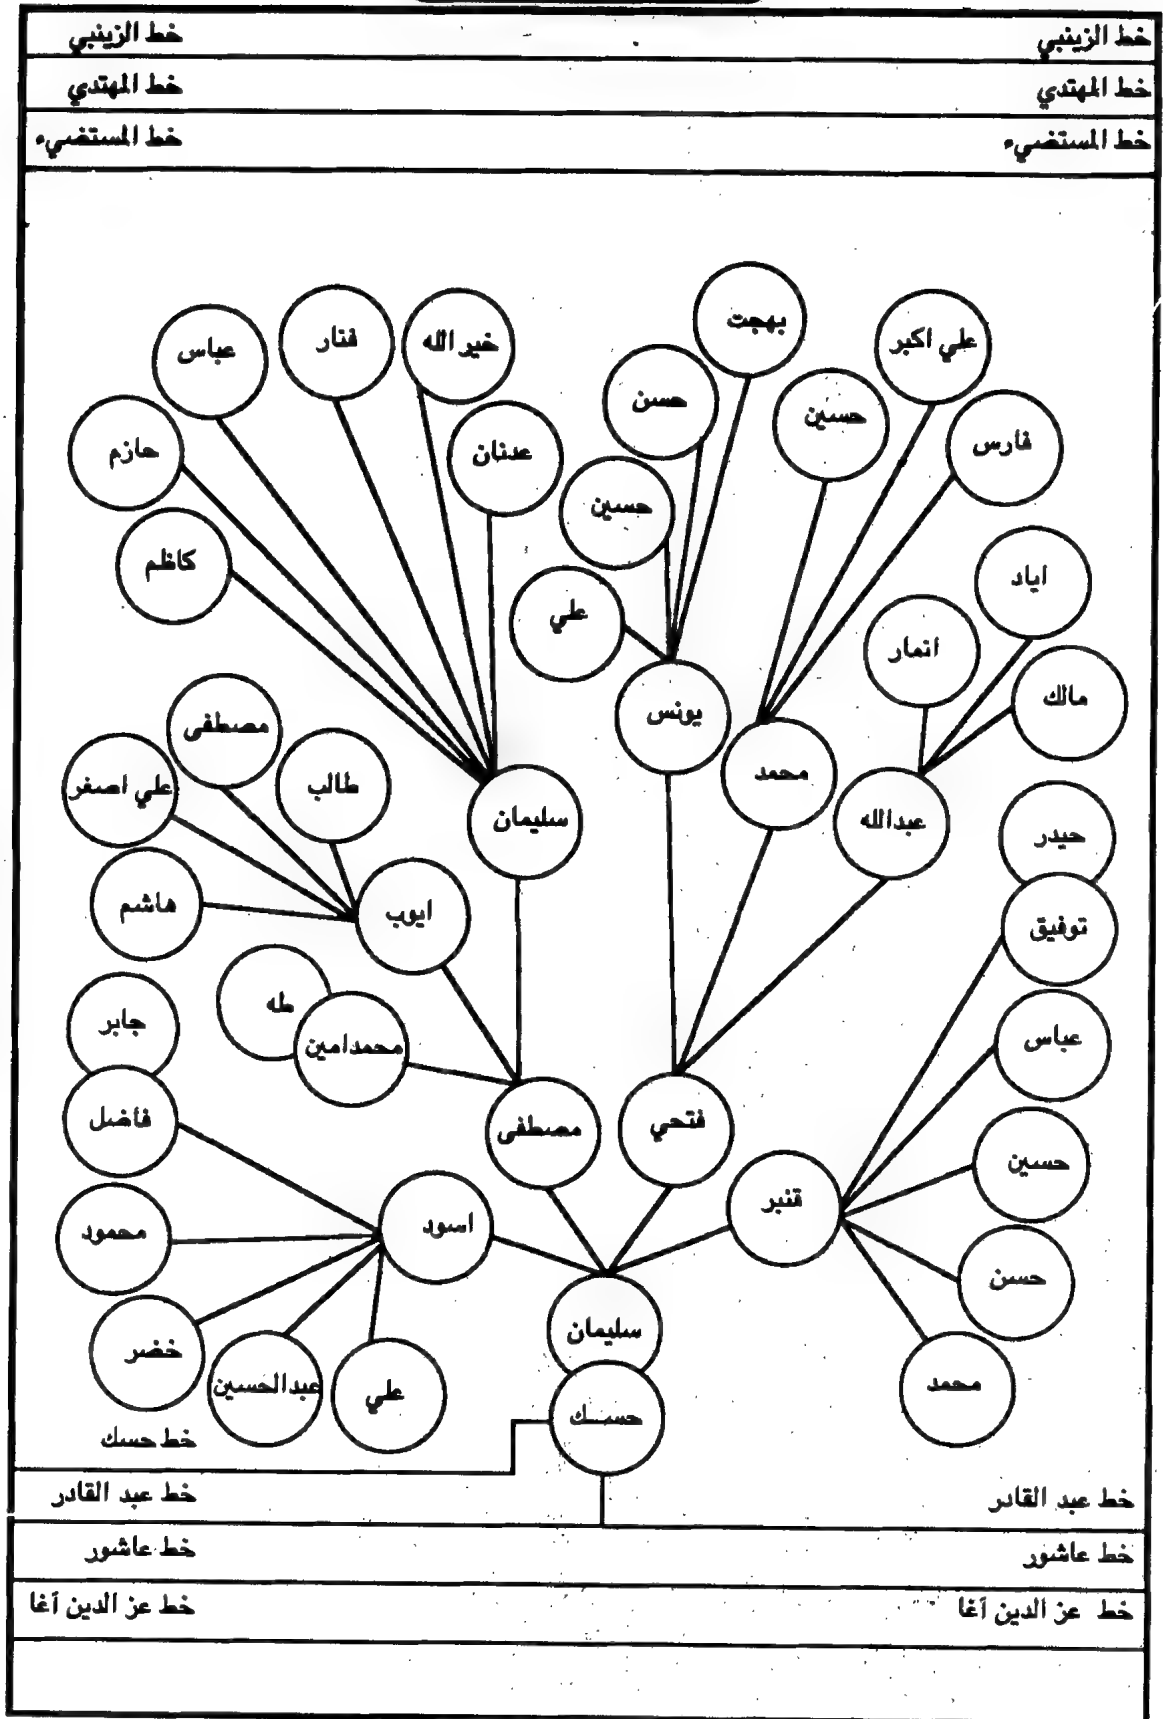 خط الزينبي خط الزينبي
خط المهتدي خط المهتدي
خط المستضيء خط المستضيء
بهجت
علي اكبر
خير الله
فنار
عباس
حسن
حسين
فارس
عدنان
حازم
حسين
كاظم
اياد
علي
انمار
مالك
يونس
مصطفى
محمد
طالب
علي اصغر
عبدالله
سليمان
حيدر
ايوب
هاشم
توفيق
طه
جابر
محمدامين
عباس
فاضل
فتحي
مصطفى
حسين
قنبر
اسود
محمود
حسن
سليمان
خضر
عبدالحسين
علي
محمد
حسك
خط حسك
خط عبد القادر خط عبد القادر
خط عاشور خط عاشور
خط عز الدين آغا خط عز الدين آغا